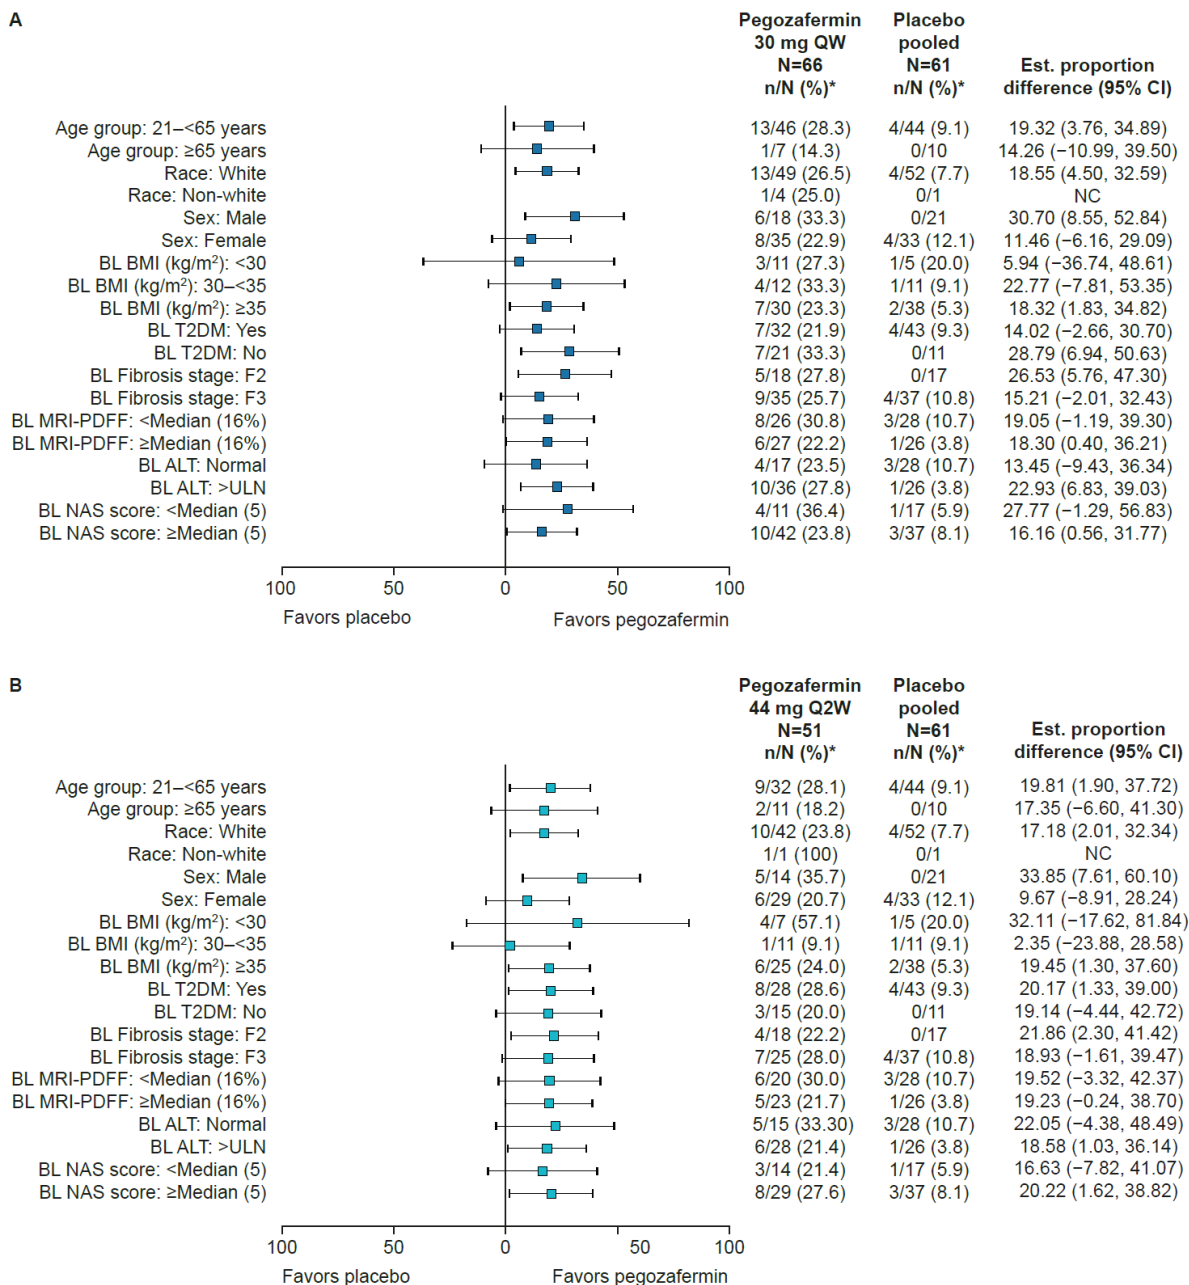 A
Pegozafermin Placebo
30 mg QW pooled
N=66 N=61 Est. proportion
n/N (%)* n/N (%)* difference (95% CI)
Age group: 21–<65 years 13/46 (28.3) 4/44 (9.1) 19.32 (3.76, 34.89)
Age group: ≥65 years 1/7 (14.3) 0/10 14.26 (−10.99, 39.50)
Race: White 13/49 (26.5) 4/52 (7.7) 18.55 (4.50, 32.59)
Race: Non-white 1/4 (25.0) 0/1 NC
Sex: Male 6/18 (33.3) 0/21 30.70 (8.55, 52.84)
Sex: Female 8/35 (22.9) 4/33 (12.1) 11.46 (−6.16, 29.09)
BL BMI (kg/m²): <30 3/11 (27.3) 1/5 (20.0) 5.94 (−36.74, 48.61)
BL BMI (kg/m²): 30–<35 4/12 (33.3) 1/11 (9.1) 22.77 (−7.81, 53.35)
BL BMI (kg/m²): ≥35 7/30 (23.3) 2/38 (5.3) 18.32 (1.83, 34.82)
BL T2DM: Yes 7/32 (21.9) 4/43 (9.3) 14.02 (−2.66, 30.70)
BL T2DM: No 7/21 (33.3) 0/11 28.79 (6.94, 50.63)
BL Fibrosis stage: F2 5/18 (27.8) 0/17 26.53 (5.76, 47.30)
BL Fibrosis stage: F3 9/35 (25.7) 4/37 (10.8) 15.21 (−2.01, 32.43)
BL MRI-PDFF: <Median (16%) 8/26 (30.8) 3/28 (10.7) 19.05 (−1.19, 39.30)
BL MRI-PDFF: ≥Median (16%) 6/27 (22.2) 1/26 (3.8) 18.30 (0.40, 36.21)
BL ALT: Normal 4/17 (23.5) 3/28 (10.7) 13.45 (−9.43, 36.34)
BL ALT: >ULN 10/36 (27.8) 1/26 (3.8) 22.93 (6.83, 39.03)
BL NAS score: <Median (5) 4/11 (36.4) 1/17 (5.9) 27.77 (−1.29, 56.83)
BL NAS score: ≥Median (5) 10/42 (23.8) 3/37 (8.1) 16.16 (0.56, 31.77)
100 50 0 50 100
Favors placebo Favors pegozafermin
B
Pegozafermin Placebo
44 mg Q2W pooled
N=51 N=61 Est. proportion
n/N (%)* n/N (%)* difference (95% CI)
Age group: 21–<65 years 9/32 (28.1) 4/44 (9.1) 19.81 (1.90, 37.72)
Age group: ≥65 years 2/11 (18.2) 0/10 17.35 (−6.60, 41.30)
Race: White 10/42 (23.8) 4/52 (7.7) 17.18 (2.01, 32.34)
Race: Non-white 1/1 (100) 0/1 NC
Sex: Male 5/14 (35.7) 0/21 33.85 (7.61, 60.10)
Sex: Female 6/29 (20.7) 4/33 (12.1) 9.67 (−8.91, 28.24)
BL BMI (kg/m²): <30 4/7 (57.1) 1/5 (20.0) 32.11 (−17.62, 81.84)
BL BMI (kg/m²): 30–<35 1/11 (9.1) 1/11 (9.1) 2.35 (−23.88, 28.58)
BL BMI (kg/m²): ≥35 6/25 (24.0) 2/38 (5.3) 19.45 (1.30, 37.60)
BL T2DM: Yes 8/28 (28.6) 4/43 (9.3) 20.17 (1.33, 39.00)
BL T2DM: No 3/15 (20.0) 0/11 19.14 (−4.44, 42.72)
BL Fibrosis stage: F2 4/18 (22.2) 0/17 21.86 (2.30, 41.42)
BL Fibrosis stage: F3 7/25 (28.0) 4/37 (10.8) 18.93 (−1.61, 39.47)
BL MRI-PDFF: <Median (16%) 6/20 (30.0) 3/28 (10.7) 19.52 (−3.32, 42.37)
BL MRI-PDFF: ≥Median (16%) 5/23 (21.7) 1/26 (3.8) 19.23 (−0.24, 38.70)
BL ALT: Normal 5/15 (33.30) 3/28 (10.7) 22.05 (−4.38, 48.49)
BL ALT: >ULN 6/28 (21.4) 1/26 (3.8) 18.58 (1.03, 36.14)
BL NAS score: <Median (5) 3/14 (21.4) 1/17 (5.9) 16.63 (−7.82, 41.07)
BL NAS score: ≥Median (5) 8/29 (27.6) 3/37 (8.1) 20.22 (1.62, 38.82)
100 50 0 50 100
Favors placebo Favors pegozafermin